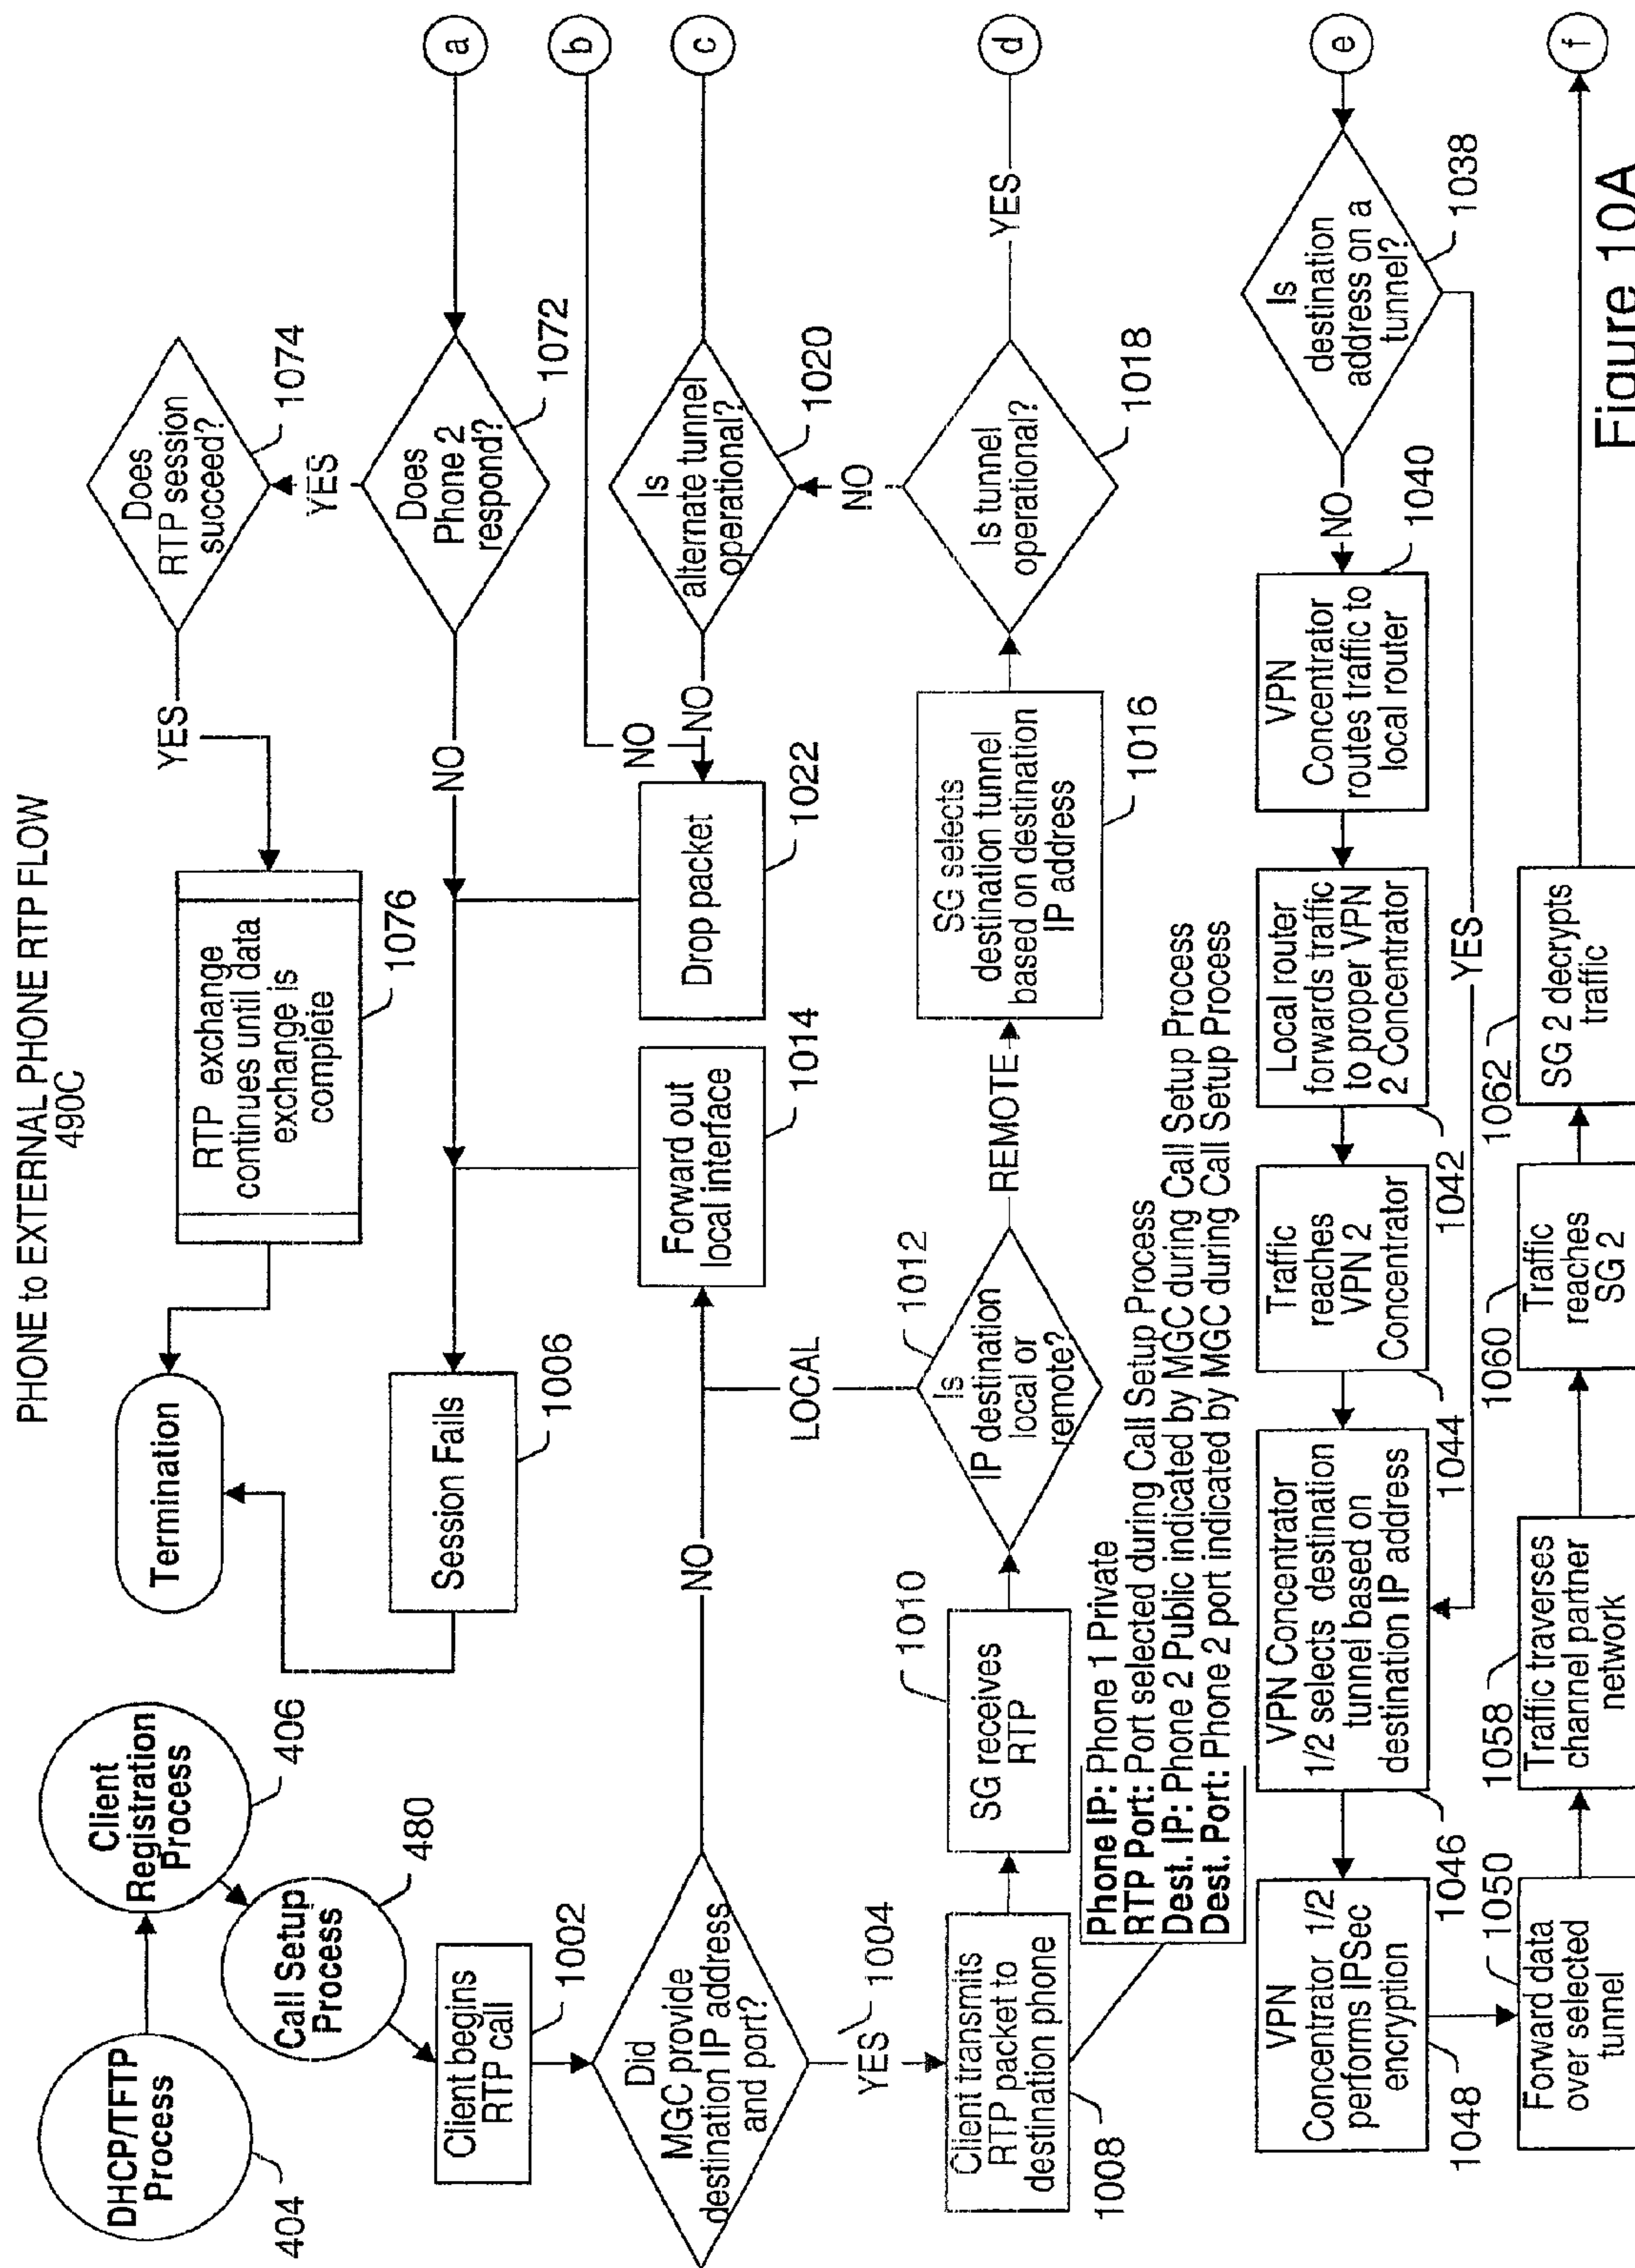 PHONE to EXTERNAL PHONE RTP FLOW
490C
DHCP/TFTP
Process
404
Client
Registration
Process
406
Call Setup
Process
480
Client begins
RTP call
1002
Did
MGC provide
destination IP address
and port?
1004
YES
NO
Termination
Session Fails
1006
RTP exchange
continues until data
exchange is
complete
1076
YES
Does
RTP session
succeed?
1074
YES
Does
Phone 2
respond?
1072
NO
a
b
NO
c
Is
alternate tunnel
operational?
1020
NO
Drop packet
1022
Forward out
local interface
1014
LOCAL
Client transmits
RTP packet to
destination phone
1008
SG receives
RTP
1010
Is
IP destination
local or
remote?
1012
REMOTE
SG selects
destination tunnel
based on destination
IP address
1016
Is tunnel
operational?
1018
NO
YES
d
Phone IP: Phone 1 Private
RTP Port: Port selected during Call Setup Process
Dest. IP: Phone 2 Public indicated by MGC during Call Setup Process
Dest. Port: Phone 2 port indicated by MGC during Call Setup Process
e
Is
destination
address on a
tunnel?
1038
NO
YES
VPN
Concentrator
routes traffic to
local router
1040
Local router
forwards traffic
to proper VPN
2 Concentrator
1042
Traffic
reaches
VPN 2
Concentrator
1044
VPN Concentrator
1/2 selects destination
tunnel based on
destination IP address
1046
VPN
Concentrator 1/2
performs IPSec
encryption
1048
Forward data
over selected
tunnel
1050
Traffic traverses
channel partner
network
1058
Traffic
reaches
SG 2
1060
SG 2 decrypts
traffic
1062
f
Figure 10A